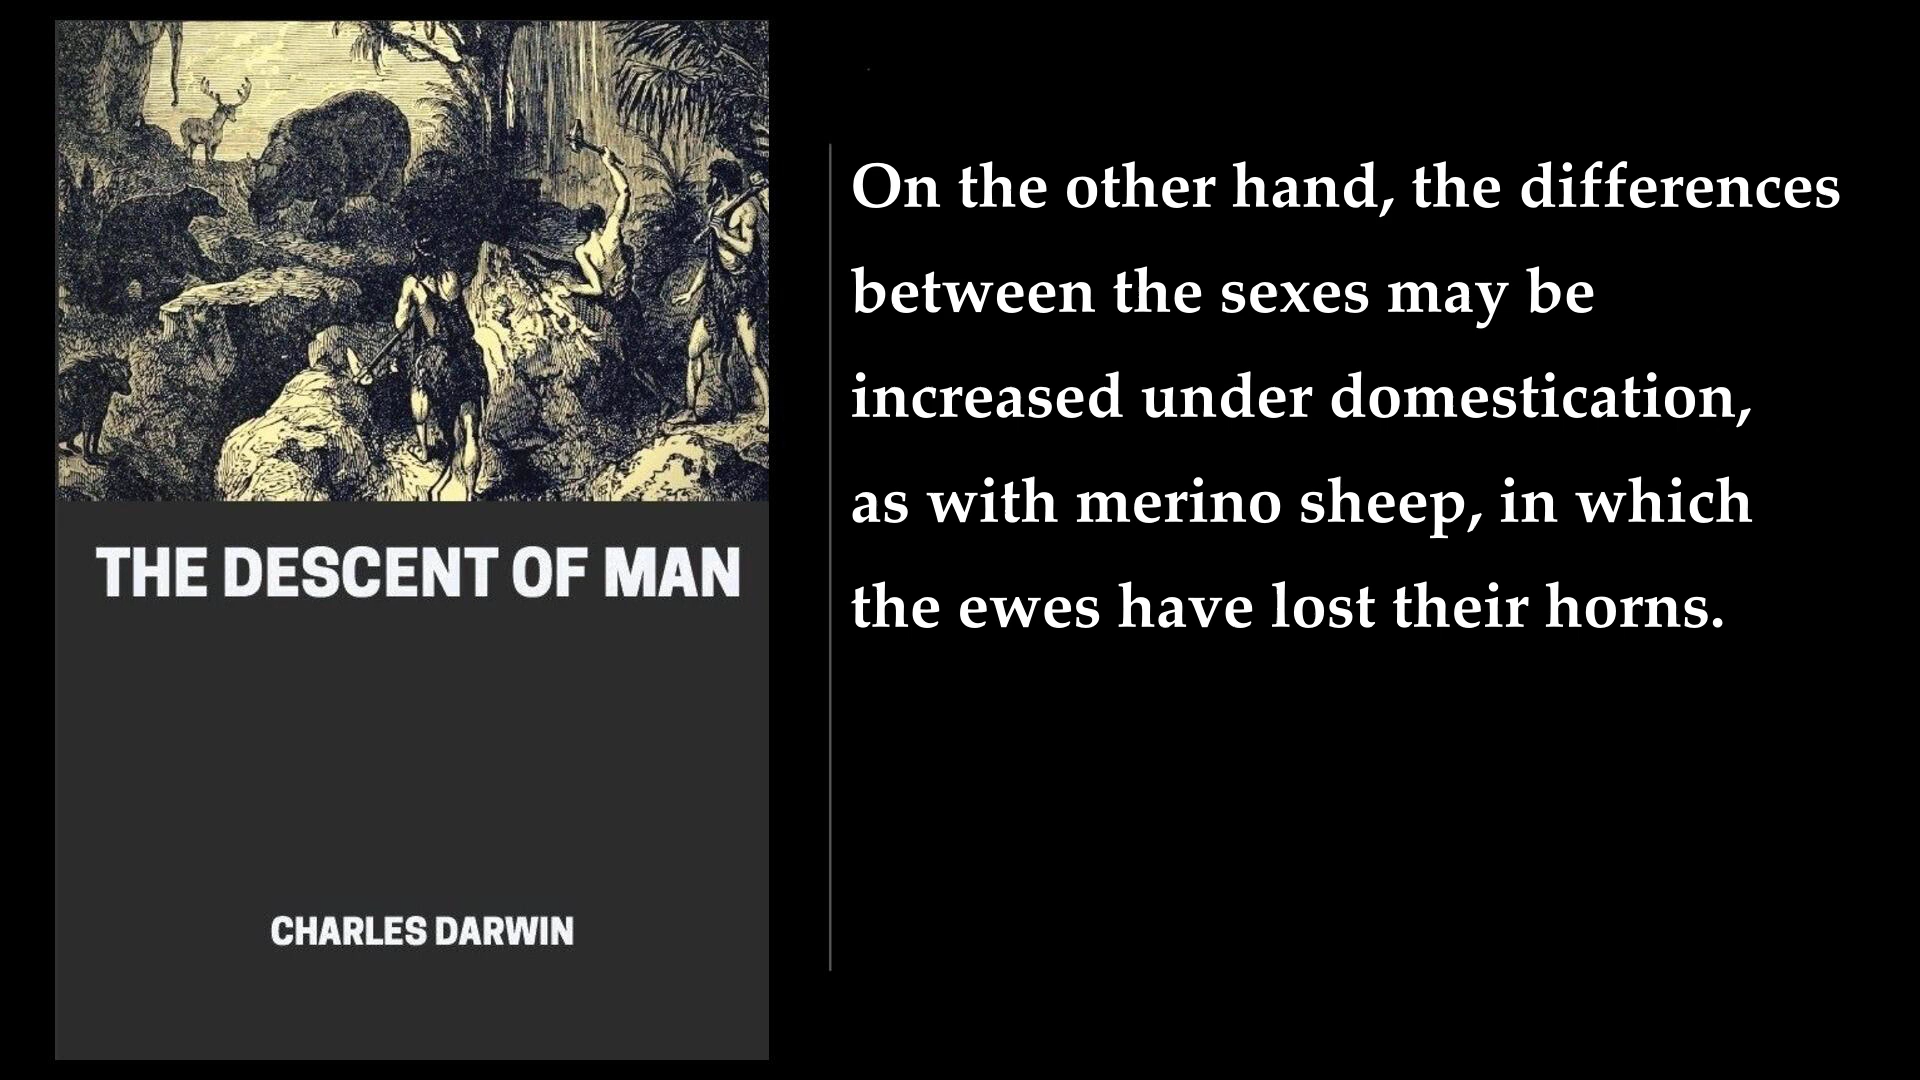 THE DESCENT OF MAN
CHARLES DARWIN
On the other hand, the differences
between the sexes may be
increased under domestication,
as with merino sheep, in which
the ewes have lost their horns.